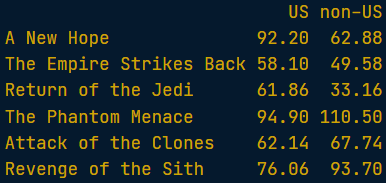 US non-US
A New Hope 92.20 62.88
The Empire Strikes Back 58.10 49.58
Return of the Jedi 61.86 33.16
The Phantom Menace 94.90 110.50
Attack of the Clones 62.14 67.74
Revenge of the Sith 76.06 93.70